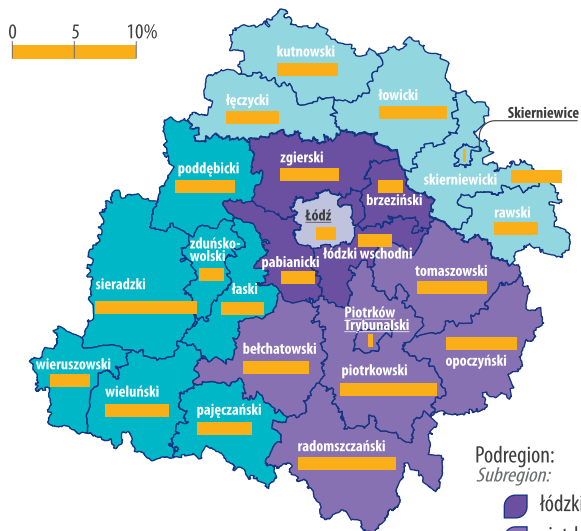 0 5 10%
kutnowski
łęczycki
łowicki
Skierniewice
poddębicki
zgierski
skierniewicki
brzeziński
rawski
Łódź
zduńsko-
wolski
pabianicki
łódzki wschodni
sieradzki
łaski
tomaszowski
Piotrków
Trybunalski
wieruszowski
bełchatowski
opoczyński
wieluński
piotrkowski
pajęczański
radomszczański
Podregion:
Subregion:
łódzki